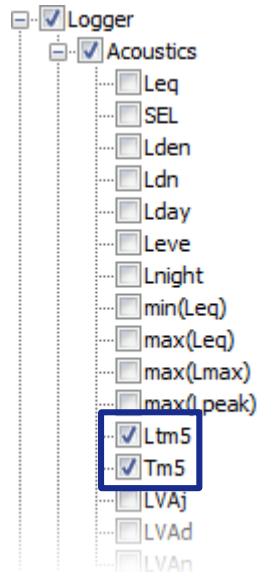 Logger
Acoustics
Leq
SEL
Lden
Ldn
Lday
Leve
Lnight
min(Leq)
max(Leq)
max(Lmax)
max(Lpeak)
Ltm5
Tm5
LVAj
LVAd
LVAn